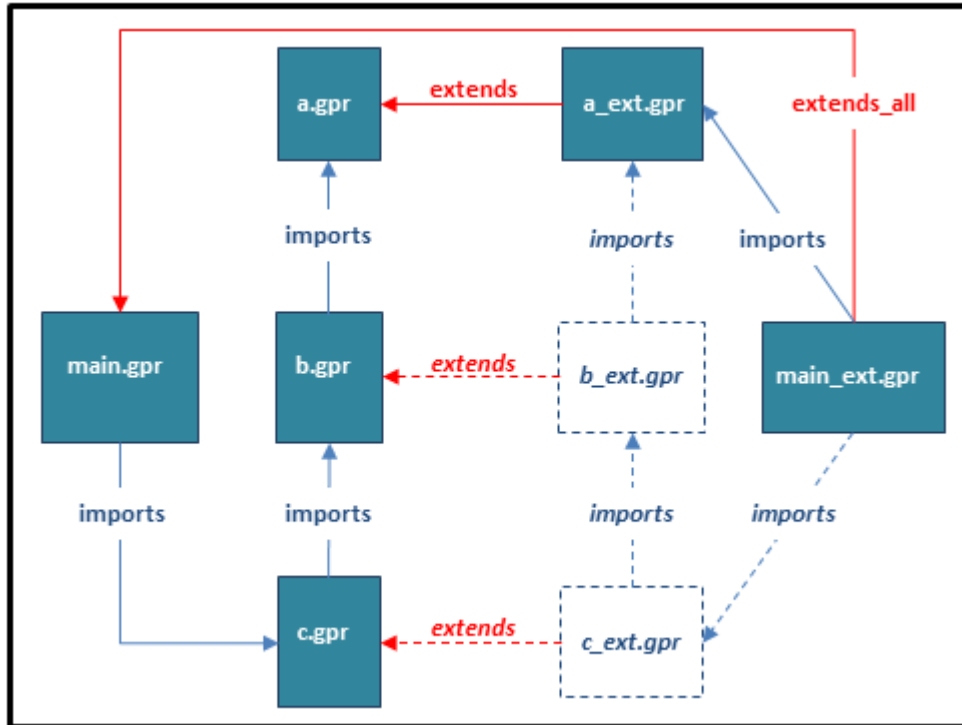 a.gpr
extends
a_ext.gpr
extends_all
imports
imports
imports
main.gpr
b.gpr
extends
b_ext.gpr
main_ext.gpr
imports
imports
imports
imports
c.gpr
extends
c_ext.gpr